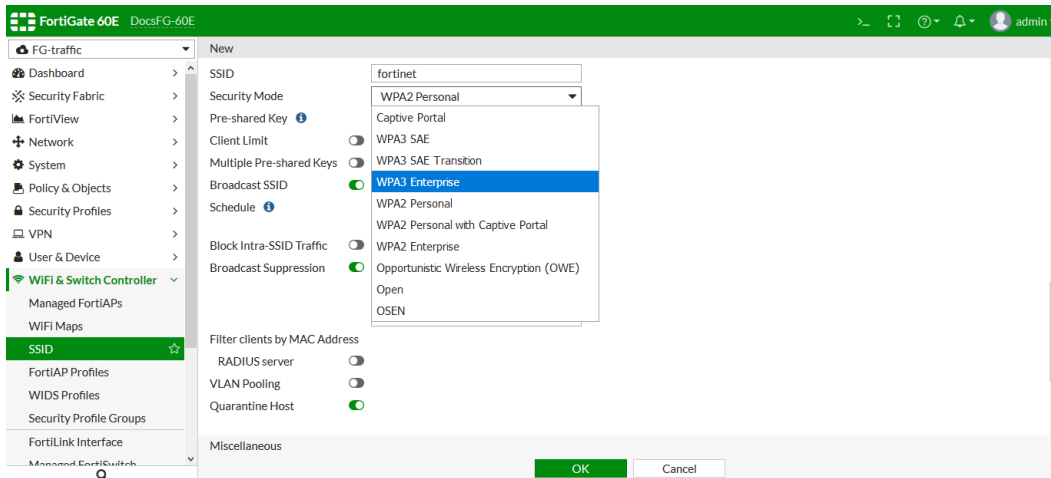 FortiGate 60E DocsFG-60E
admin
FG-traffic
Dashboard
Security Fabric
FortiView
Network
System
Policy & Objects
Security Profiles
VPN
User & Device
WiFi & Switch Controller
Managed FortiAPs
WiFi Maps
SSID
FortiAP Profiles
WIDS Profiles
Security Profile Groups
FortiLink Interface
Managed FortiSwitch
New
SSID fortinet
Security Mode WPA2 Personal
Pre-shared Key
Client Limit
Multiple Pre-shared Keys
Broadcast SSID
Schedule
Block Intra-SSID Traffic
Broadcast Suppression
Captive Portal
WPA3 SAE
WPA3 SAE Transition
WPA3 Enterprise
WPA2 Personal
WPA2 Personal with Captive Portal
WPA2 Enterprise
Opportunistic Wireless Encryption (OWE)
Open
OSEN
Filter clients by MAC Address
RADIUS server
VLAN Pooling
Quarantine Host
Miscellaneous
OK Cancel